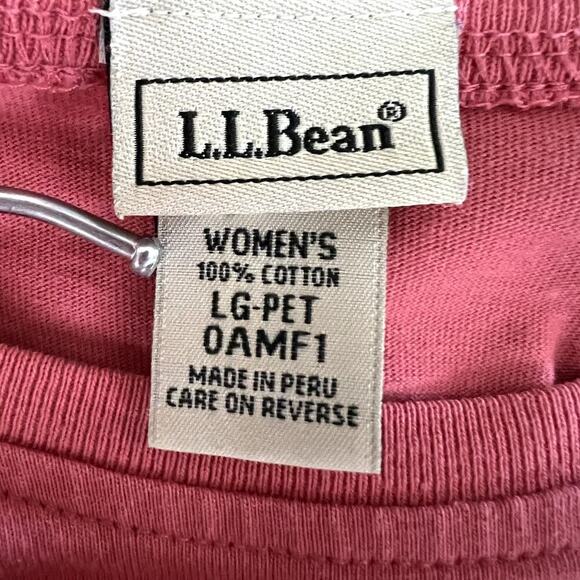 L.L.Bean®
WOMEN'S
100% COTTON
LG-PET
0AMF1
MADE IN PERU
CARE ON REVERSE